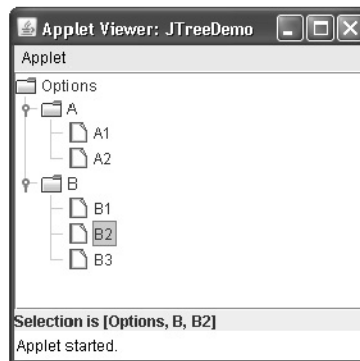 Applet Viewer: JTreeDemo
Applet
Options
A
A1
A2
B
B1
B2
B3
Selection is [Options, B, B2]
Applet started.